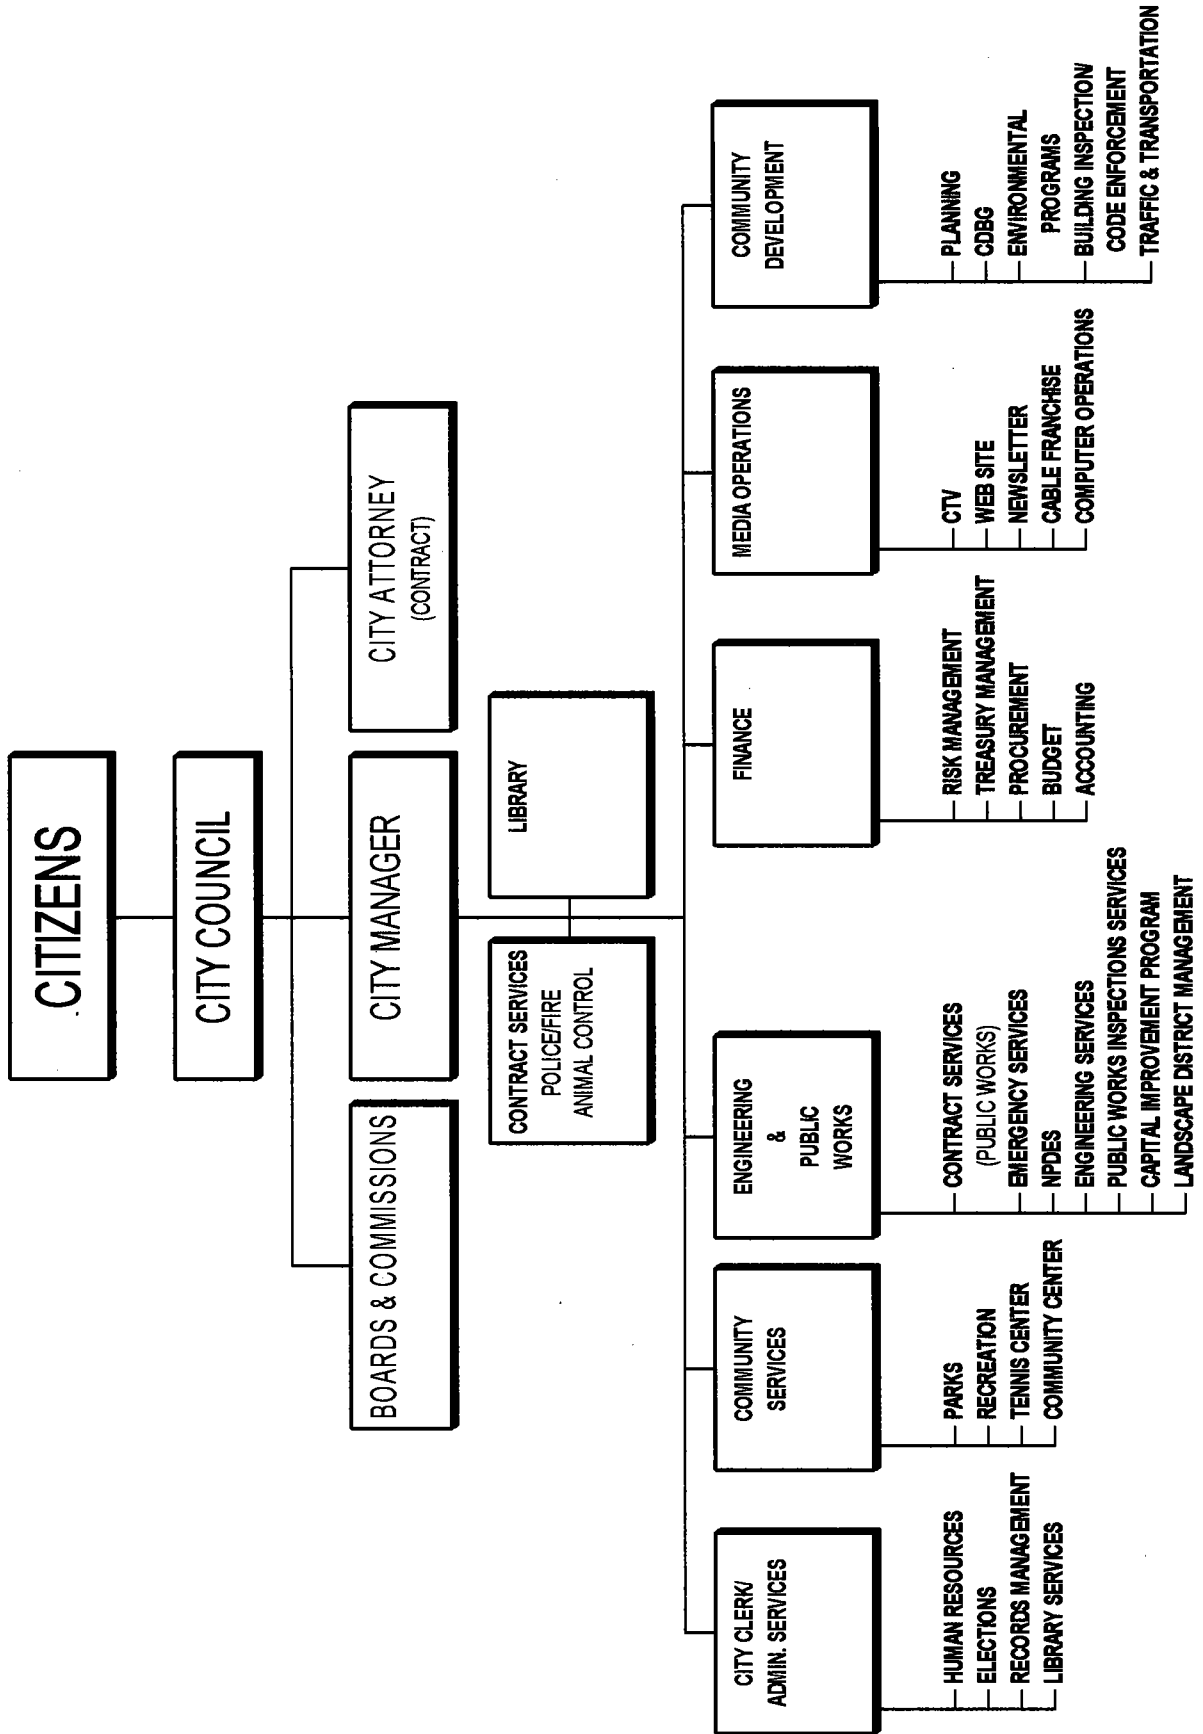 CITIZENS
CITY COUNCIL
BOARDS & COMMISSIONS
CITY MANAGER
CITY ATTORNEY
(CONTRACT)
CONTRACT SERVICES
POLICE/FIRE
ANIMAL CONTROL
LIBRARY
CITY CLERK/
ADMIN. SERVICES
HUMAN RESOURCES
ELECTIONS
RECORDS MANAGEMENT
LIBRARY SERVICES
COMMUNITY
SERVICES
PARKS
RECREATION
TENNIS CENTER
COMMUNITY CENTER
ENGINEERING
&
PUBLIC
WORKS
CONTRACT SERVICES
(PUBLIC WORKS)
EMERGENCY SERVICES
NPDES
ENGINEERING SERVICES
PUBLIC WORKS INSPECTIONS SERVICES
CAPITAL IMPROVEMENT PROGRAM
LANDSCAPE DISTRICT MANAGEMENT
FINANCE
RISK MANAGEMENT
TREASURY MANAGEMENT
PROCUREMENT
BUDGET
ACCOUNTING
MEDIA OPERATIONS
CTV
WEB SITE
NEWSLETTER
CABLE FRANCHISE
COMPUTER OPERATIONS
COMMUNITY
DEVELOPMENT
PLANNING
CDBG
ENVIRONMENTAL
PROGRAMS
BUILDING INSPECTION/
CODE ENFORCEMENT
TRAFFIC & TRANSPORTATION